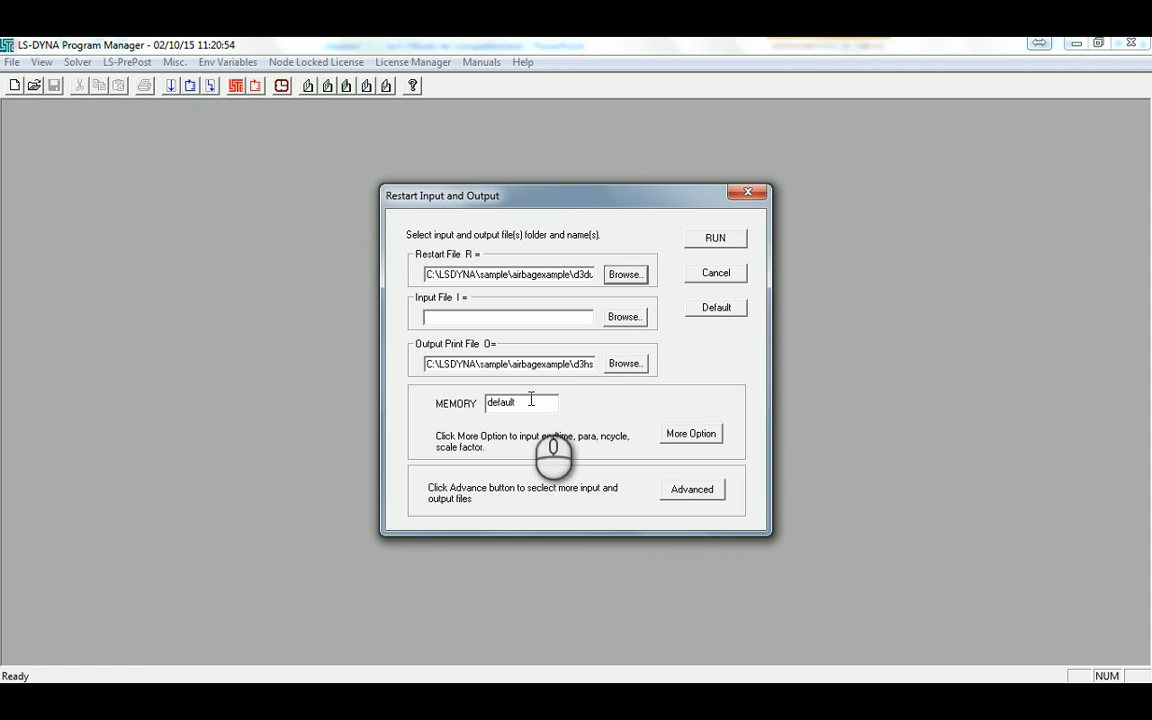 LS-DYNA Program Manager - 02/10/15 11:20:54
File View Solver LS-PrePost Misc. Env Variables Node Locked License License Manager Manuals Help
Restart Input and Output
Select input and output file(s) folder and name(s).
RUN
Restart File R =
C:\LSDYNA\sample\airbagexample\d3du
Browse..
Cancel
Input File I =
Browse..
Default
Output Print File O=
C:\LSDYNA\sample\airbagexample\d3hs
Browse..
MEMORY default
Click More Option to input endtime, para, ncycle,
scale factor.
More Option
Click Advance button to seclect more input and
output files
Advanced
Ready
NUM